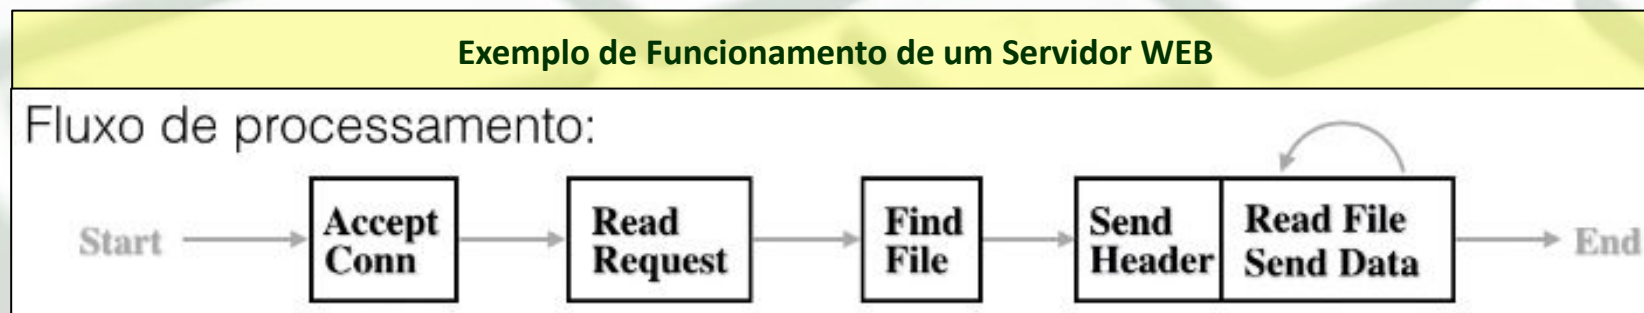 Exemplo de Funcionamento de um Servidor WEB
Fluxo de processamento:
Start
Accept
Conn
Read
Request
Find
File
Send
Header
Read File
Send Data
End